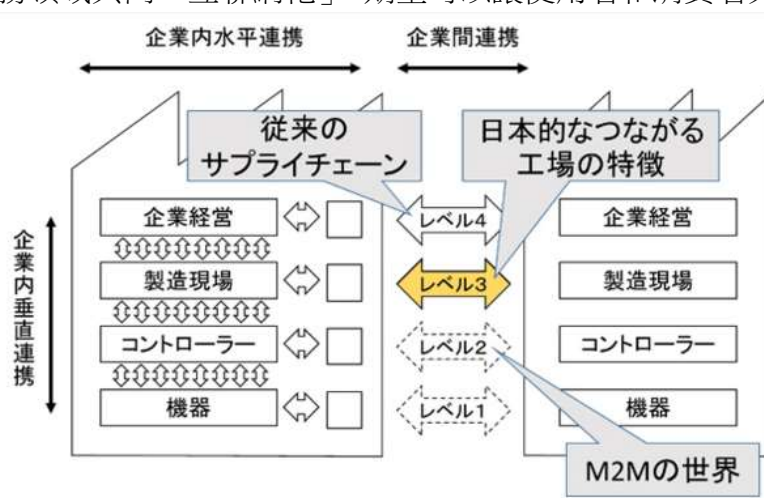 企業内水平連携
企業間連携
従来の
サプライチェーン
日本的なつながる
工場の特徴
企業内垂直連携
企業経営
レベル4
企業経営
製造現場
レベル3
製造現場
コントローラー
レベル2
コントローラー
機器
レベル1
機器
M2Mの世界